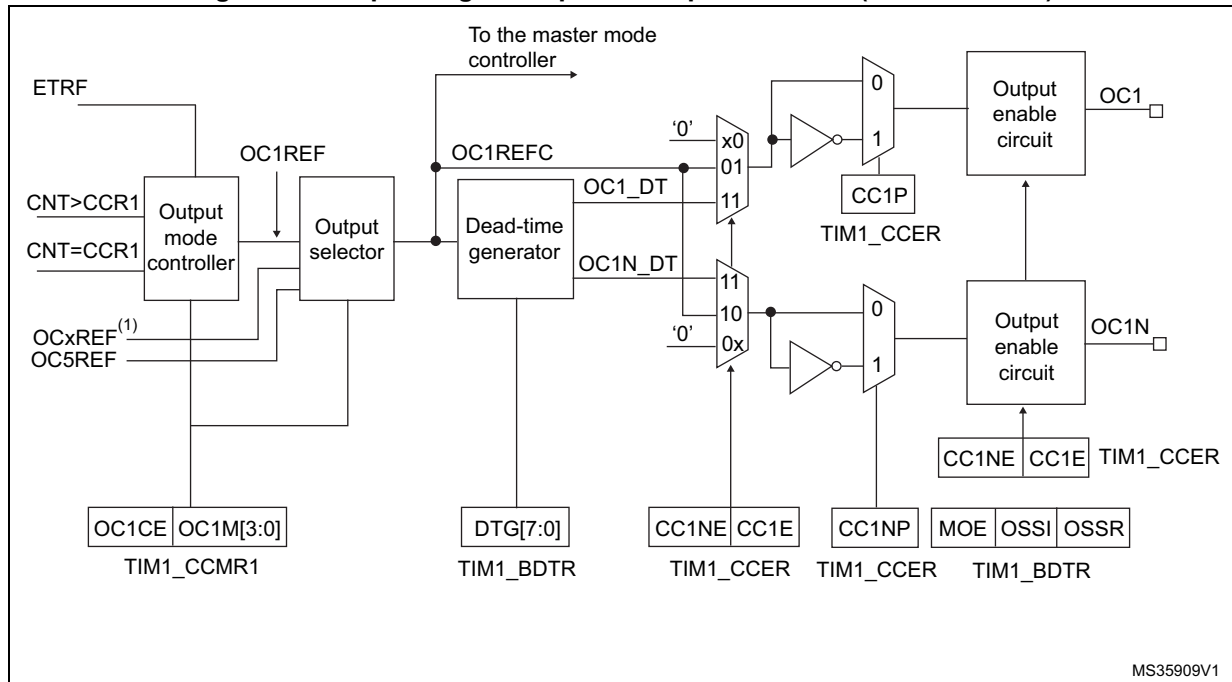 To the master mode
controller
ETRF
OC1REF
CNT>CCR1
CNT=CCR1
Output
mode
controller
Output
selector
OCxREF(1)
OC5REF
OC1REFC
Dead-time
generator
OC1_DT
OC1N_DT
'0'
x0
01
11
11
10
0x
'0'
0
1
CC1P
TIM1_CCER
0
1
Output
enable
circuit
OC1
Output
enable
circuit
OC1N
CC1NE CC1E TIM1_CCER
OC1CE OC1M[3:0]
TIM1_CCMR1
DTG[7:0]
TIM1_BDTR
CC1NE CC1E
TIM1_CCER
CC1NP
TIM1_CCER
MOE OSSI OSSR
TIM1_BDTR
MS35909V1